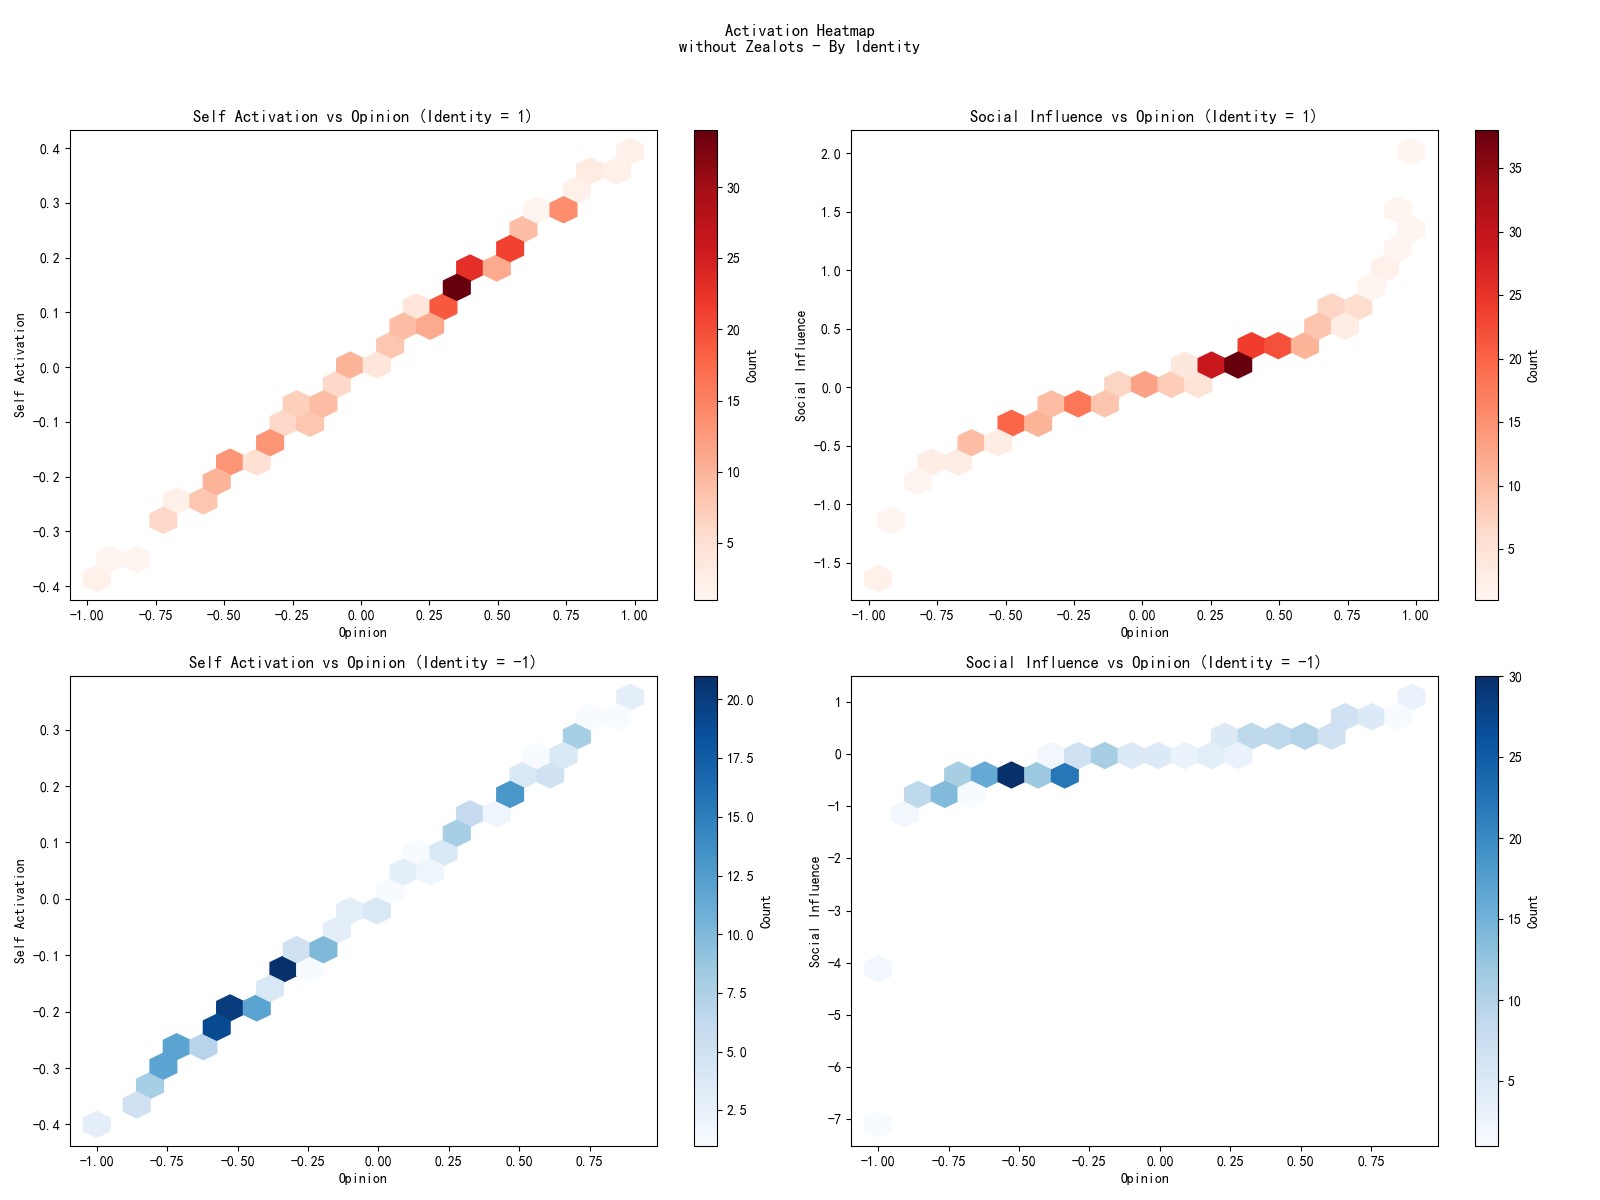 Activation Heatmap
without Zealots - By Identity
Self Activation vs Opinion (Identity = 1)
0.4
0.3
0.2
0.1
0.0
-0.1
-0.2
-0.3
-0.4
Self Activation
-1.00 -0.75 -0.50 -0.25 0.00 0.25 0.50 0.75 1.00
Opinion
30
25
20
15
10
5
Count
Social Influence vs Opinion (Identity = 1)
2.0
1.5
1.0
0.5
0.0
-0.5
-1.0
-1.5
Social Influence
-1.00 -0.75 -0.50 -0.25 0.00 0.25 0.50 0.75 1.00
Opinion
35
30
25
20
15
10
5
Count
Self Activation vs Opinion (Identity = -1)
0.3
0.2
0.1
0.0
-0.1
-0.2
-0.3
-0.4
Self Activation
-1.00 -0.75 -0.50 -0.25 0.00 0.25 0.50 0.75
Opinion
20.0
17.5
15.0
12.5
10.0
7.5
5.0
2.5
Count
Social Influence vs Opinion (Identity = -1)
1
0
-1
-2
-3
-4
-5
-6
-7
Social Influence
-1.00 -0.75 -0.50 -0.25 0.00 0.25 0.50 0.75
Opinion
30
25
20
15
10
5
Count